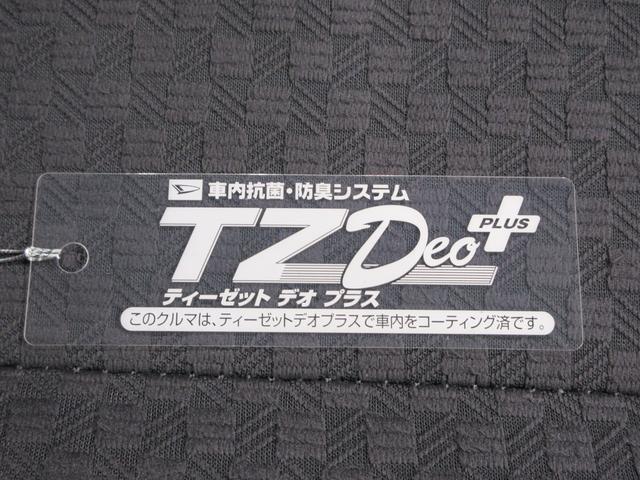 車内抗菌・防臭システム
TZ Deo PLUS
ティーゼット デオ プラス
このクルマは、ティーゼットデオプラスで車内をコーティング済です。